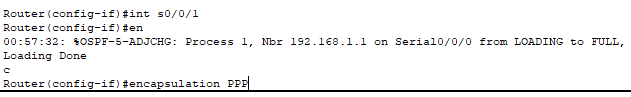 Router(config-if)#int s0/0/1
Router(config-if)#en
00:57:32: %OSPF-5-ADJCHG: Process 1, Nbr 192.168.1.1 on Serial0/0/0 from LOADING to FULL,
Loading Done
c
Router(config-if)#encapsulation PPP